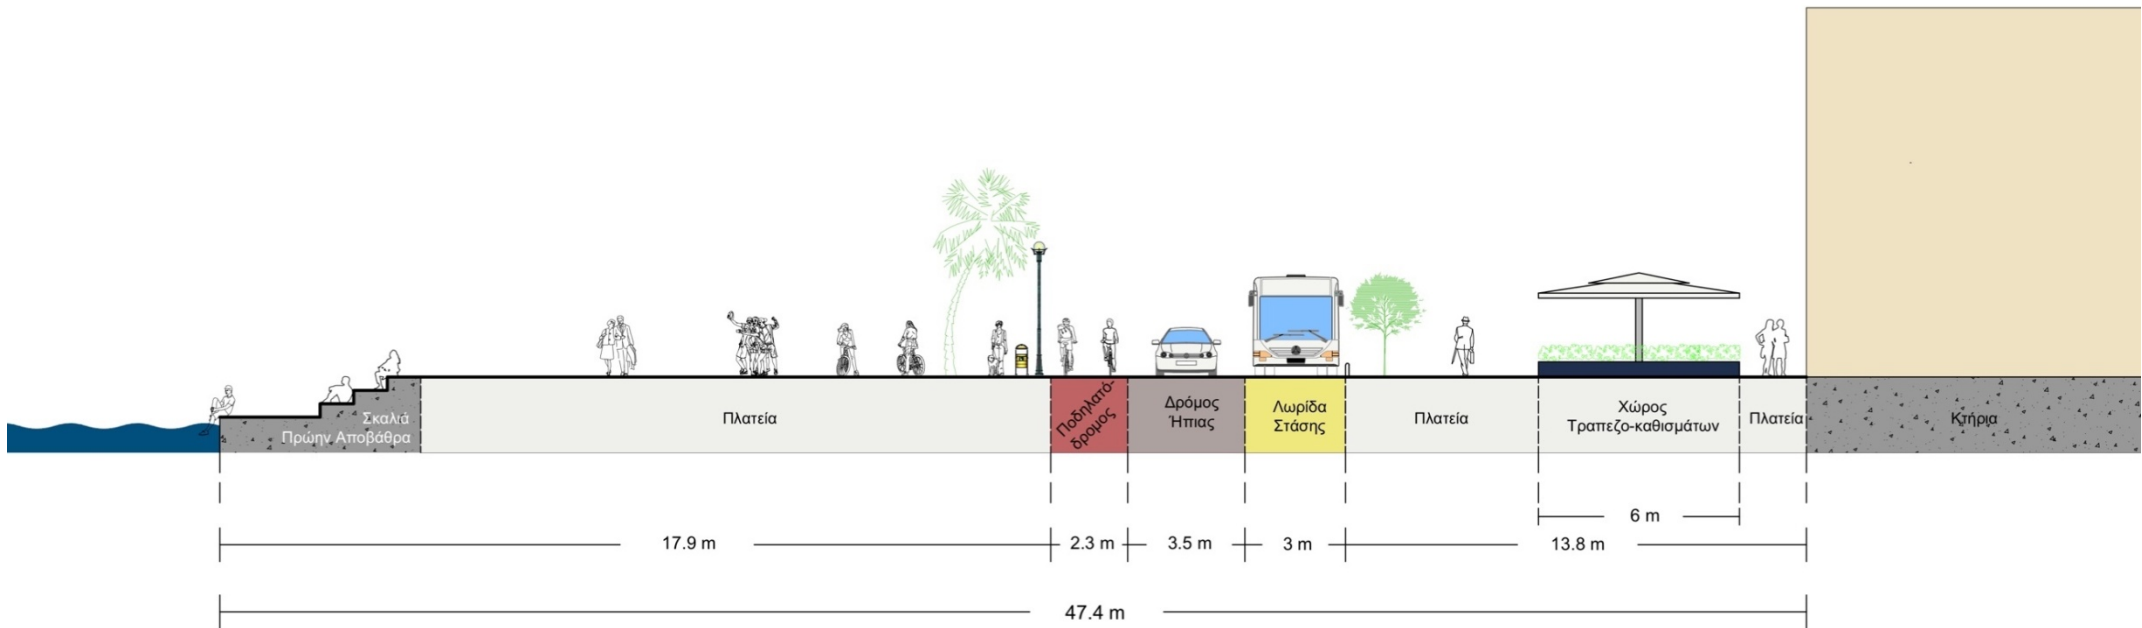 Σκαλιά
Πρώην Αποβάθρα
Πλατεία
Ποδηλατό-
δρομος
Δρόμος
Ήπιας
Λωρίδα
Στάσης
Πλατεία
Χώρος
Τραπεζο-καθισμάτων
Πλατεία
Κτήρια
6 m
17.9 m
2.3 m
3.5 m
3 m
13.8 m
47.4 m